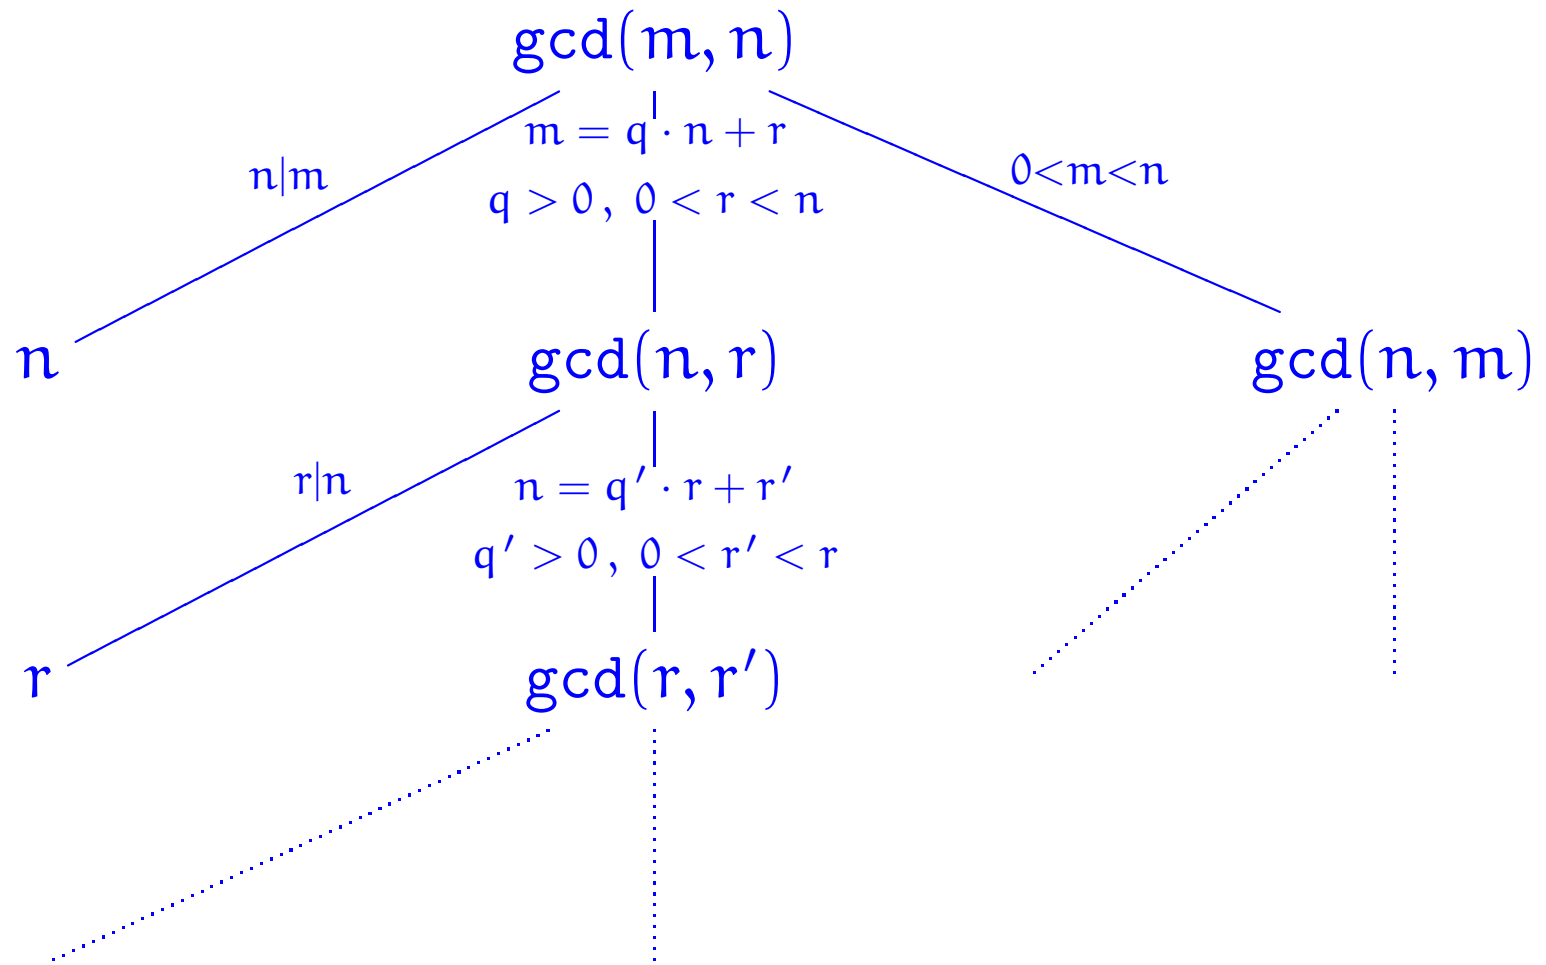 gcd(m, n)
m = q · n + r
n|m
0<m<n
q > 0 , 0 < r < n
n
gcd(n, r)
gcd(n, m)
r|n
n = q′ · r + r′
q′ > 0 , 0 < r′ < r
r
gcd(r, r′)